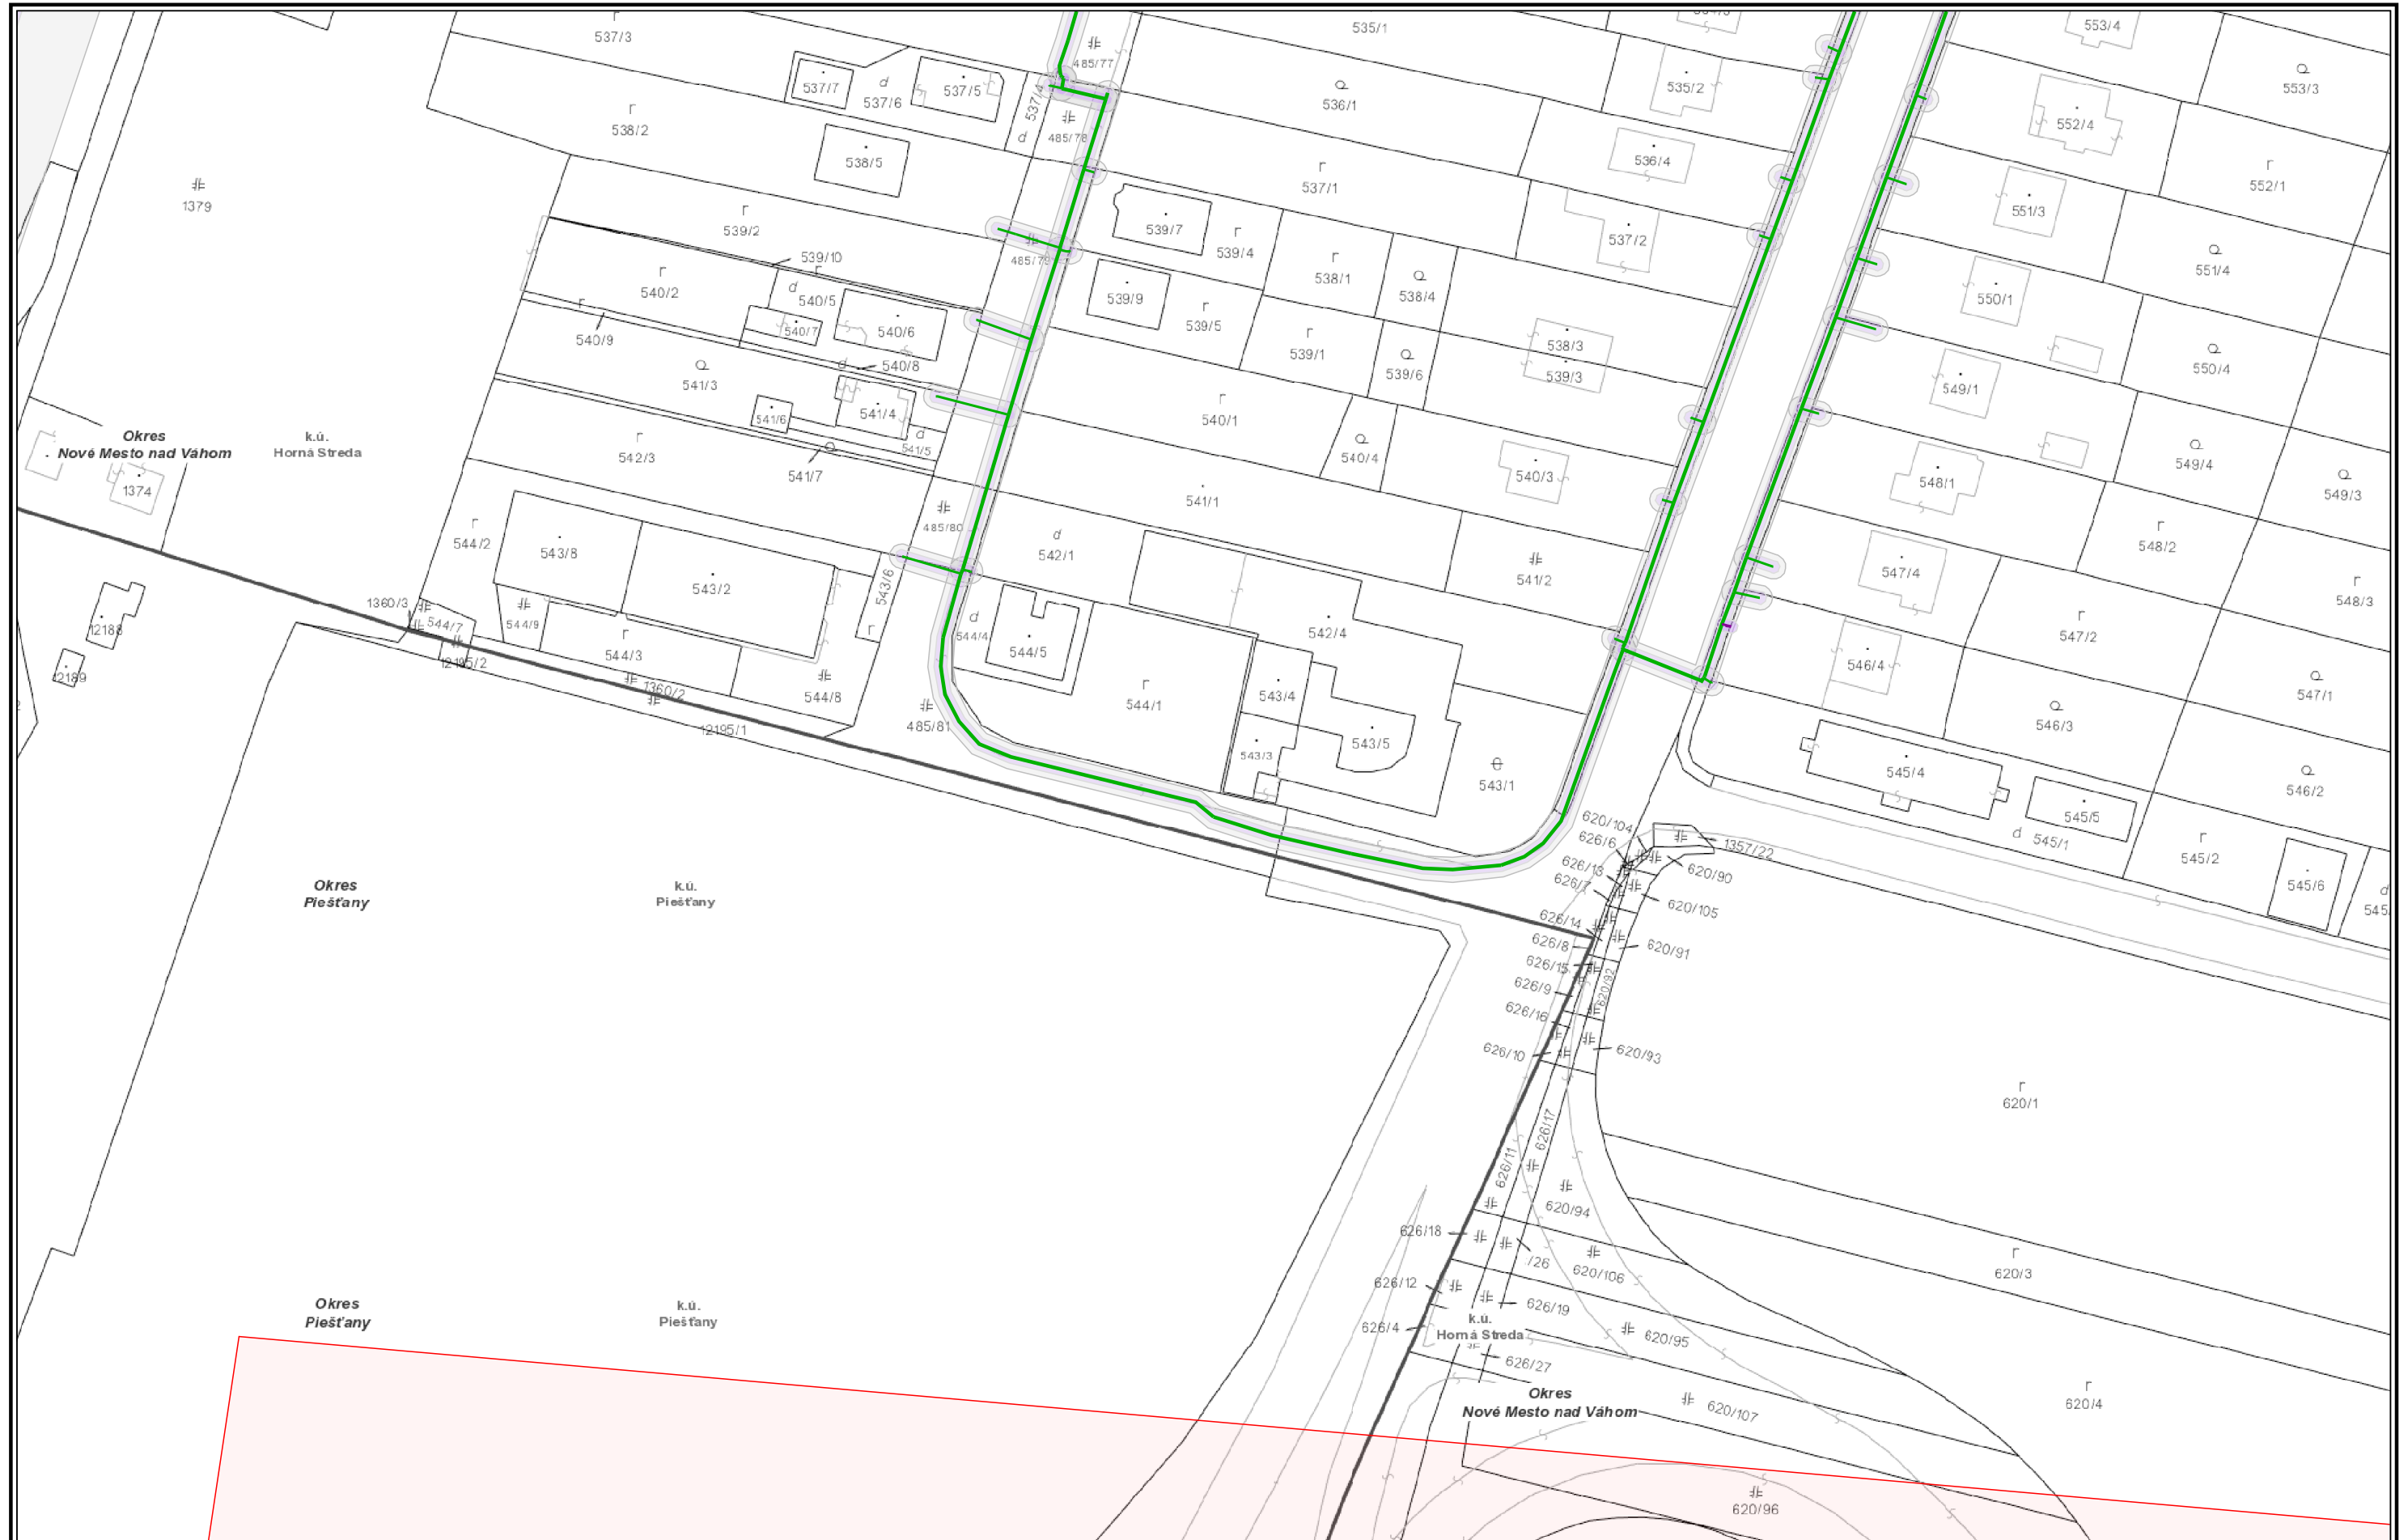 537/3
485/77
535/1
553/4
537/7
d
537/6
537/5
537/4
d
485/78
536/1
535/2
552/4
553/3
r
538/2
538/5
536/4
r
537/1
r
552/1
1379
r
539/2
539/7
r
539/4
551/3
537/2
551/4
539/10
r
485/79
r
540/2
d
540/5
r
538/1
538/4
539/9
550/1
r
540/9
540/7
540/6
r
539/5
538/3
550/4
d
540/8
r
539/1
539/6
539/3
549/1
541/3
541/6
541/4
r
540/1
d
541/5
Okres
Nové Mesto nad Váhom
k.ú.
Horná Streda
r
542/3
541/7
540/4
540/3
549/4
549/3
1374
548/1
541/1
485/80
r
544/2
543/8
d
542/1
r
548/2
541/2
547/4
543/2
543/6
r
r
548/3
1360/3
544/7
544/9
r
544/3
d
544/4
544/5
542/4
r
547/2
12188
12189
12195/2
1360/2
544/8
546/4
547/1
r
544/1
543/4
12195/1
485/81
546/3
543/5
543/3
543/1
545/4
546/2
545/5
620/104
626/6
1357/22
d
545/1
r
545/2
626/13
620/90
626/7
545/6
d
545
Okres
Piešťany
k.ú.
Piešťany
620/105
626/14
626/8
620/91
626/15
620/92
626/9
626/16
626/10
620/93
r
620/1
626/17
626/11
620/94
626/18
/26
620/106
r
620/3
626/12
626/19
Okres
Piešťany
k.ú.
Piešťany
626/4
k.ú.
Horná Streda
620/95
626/27
Okres
Nové Mesto nad Váhom
620/107
r
620/4
620/96